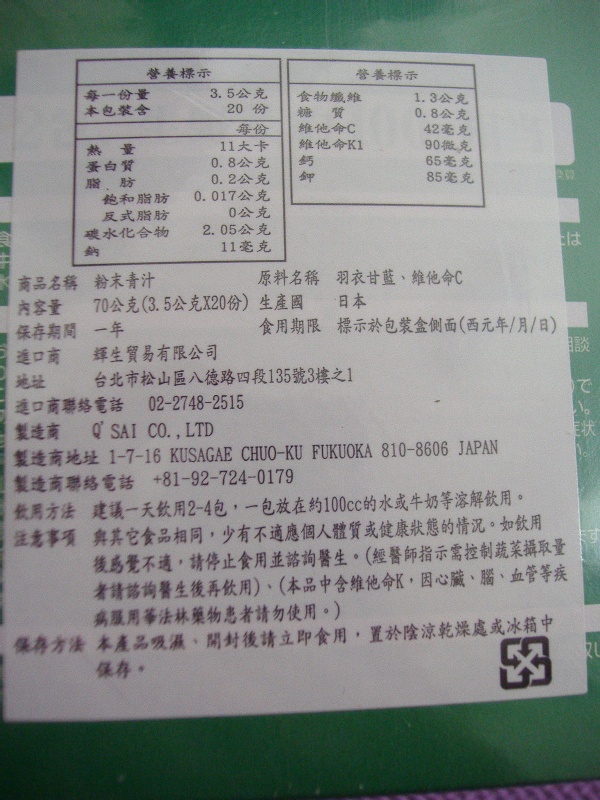 營養標示
每一份量 3.5公克
本包裝含 20 份
每份
熱 量 11大卡
蛋白質 0.8公克
脂 肪 0.2公克
飽和脂肪 0.017公克
反式脂肪 0公克
碳水化合物 2.05公克
鈉 11毫克
營養標示
食物纖維 1.3公克
糖 質 0.8公克
維他命C 42毫克
維他命K1 90微克
鈣 65毫克
鉀 85毫克
商品名稱 粉末青汁 原料名稱 羽衣甘藍、維他命C
內容量 70公克(3.5公克X20份) 生產國 日本
保存期間 一年 食用期限 標示於包裝盒側面(西元年/月/日)
進口商 輝生貿易有限公司
地址 台北市松山區八德路四段135號3樓之1
進口商聯絡電話 02-2748-2515
製造商 Q'SAI CO.,LTD
製造商地址 1-7-16 KUSAGAE CHUO-KU FUKUOKA 810-8606 JAPAN
製造商聯絡電話 +81-92-724-0179
飲用方法 建議一天飲用2-4包，一包放在約100cc的水或牛奶等溶解飲用。
注意事項 與其它食品相同，少有不適應個人體質或健康狀態的情況。如飲用
後感覺不適，請停止食用並諮詢醫生。(經醫師指示需控制蔬菜攝取量
者請諮詢醫生後再飲用)、(本品中含維他命K，因心臟、腦、血管等疾
病服用華法林藥物患者請勿使用。)
保存方法 本產品吸濕、開封後請立即食用，置於陰涼乾燥處或冰箱中
保存。